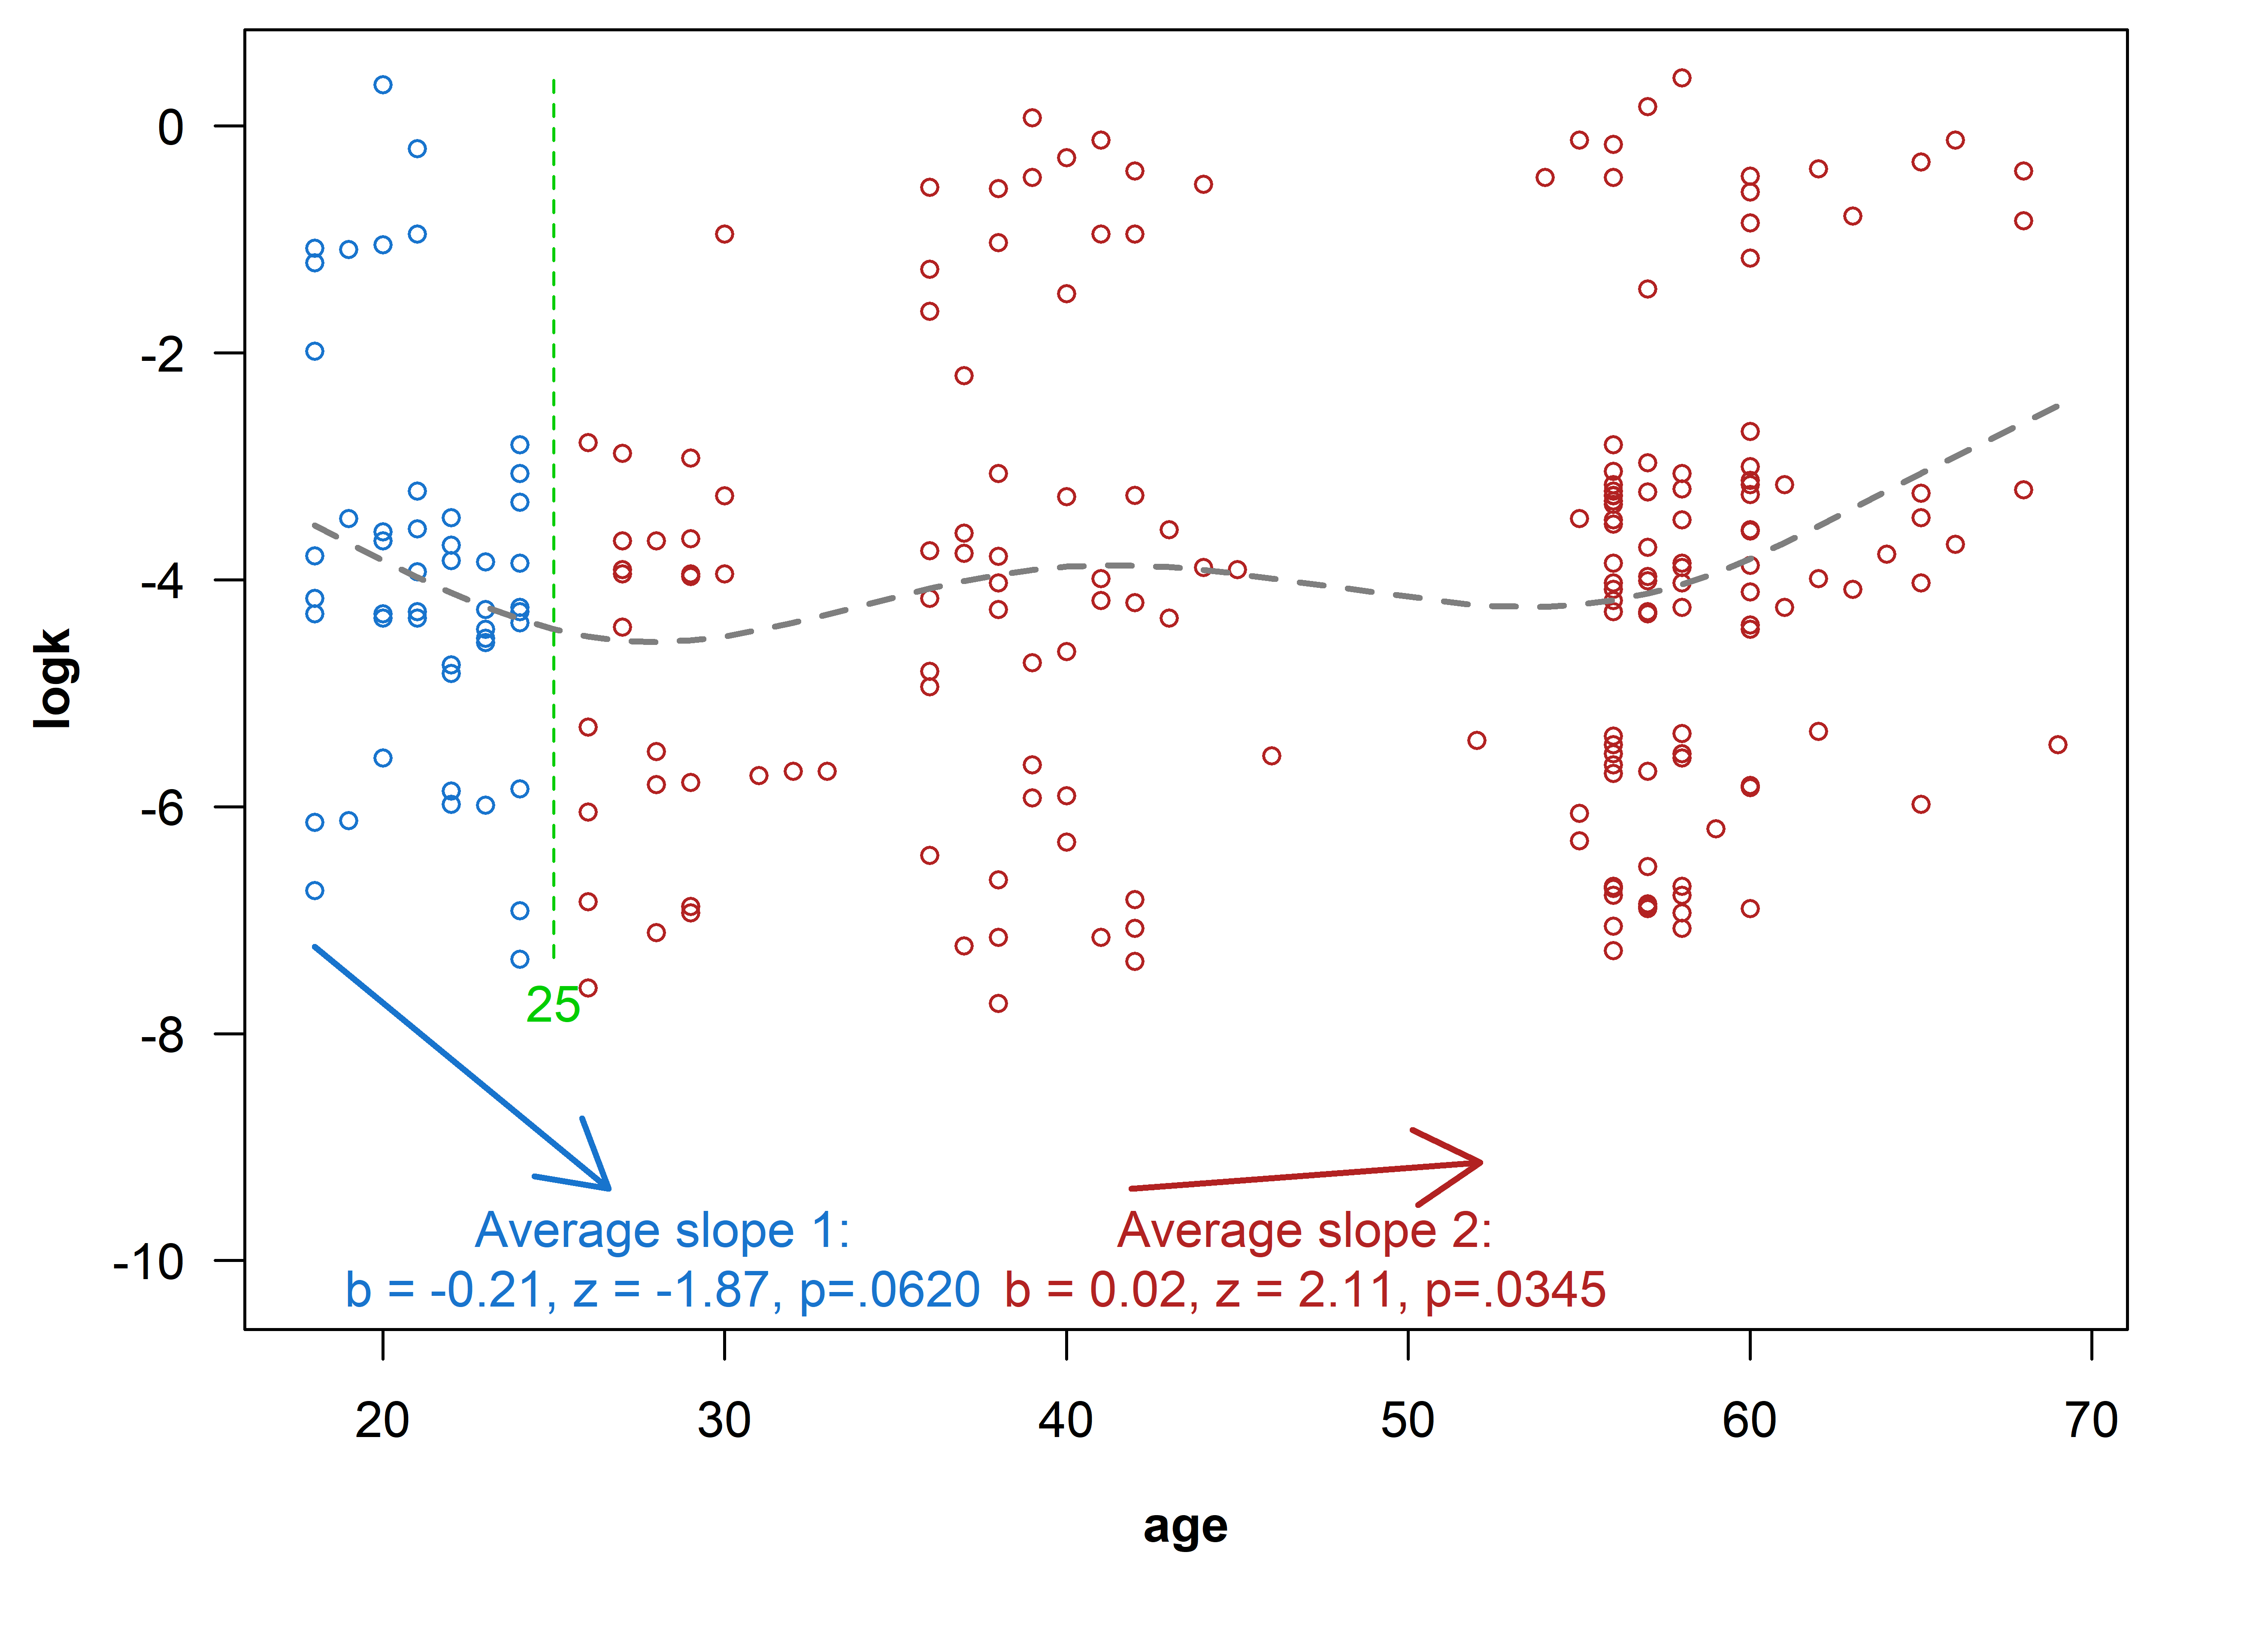 0
-2
-4
-6
-8
-10
logk
25
Average slope 1:
b = -0.21, z = -1.87, p=.0620
Average slope 2:
b = 0.02, z = 2.11, p=.0345
20 30 40 50 60 70
age